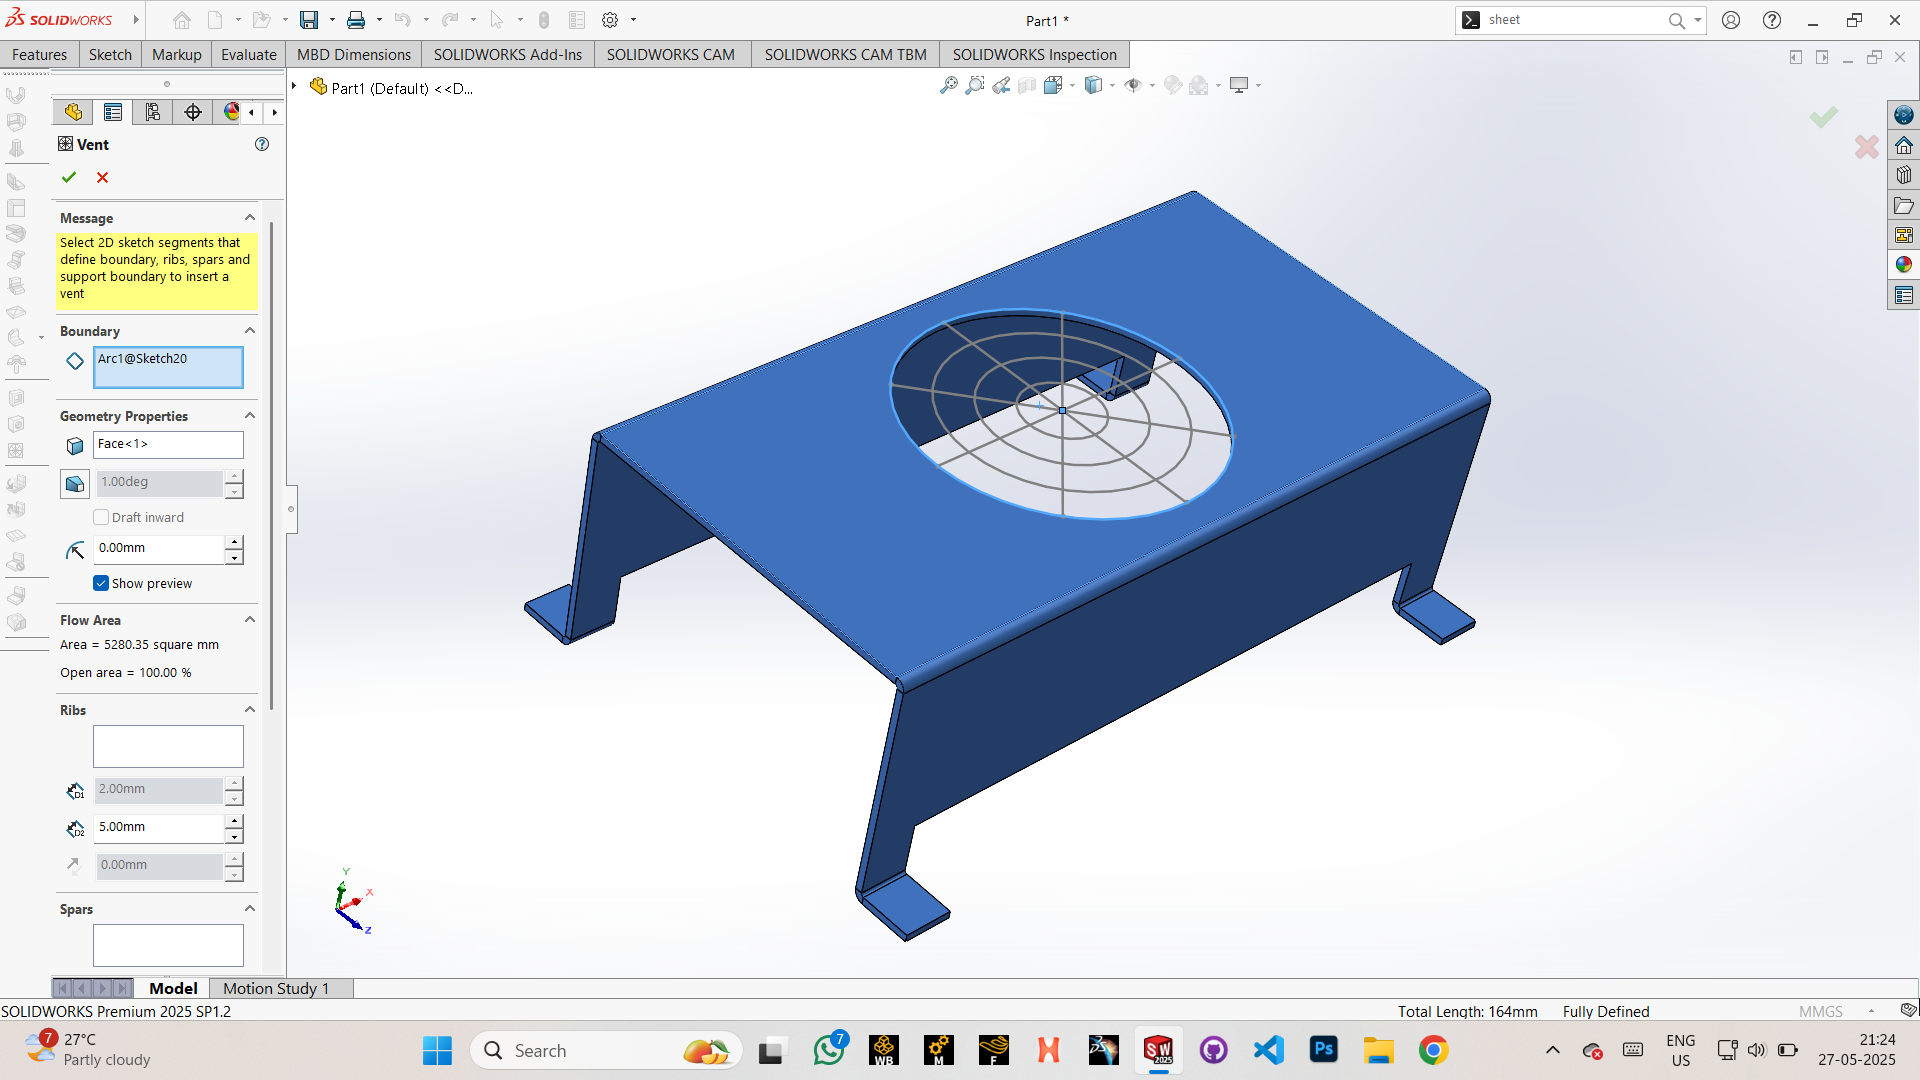 SOLIDWORKS
Part1 *
sheet
Features
Sketch
Markup
Evaluate
MBD Dimensions
SOLIDWORKS Add-Ins
SOLIDWORKS CAM
SOLIDWORKS CAM TBM
SOLIDWORKS Inspection
Part1 (Default) <<D...
Vent
Message
Select 2D sketch segments that
define boundary, ribs, spars and
support boundary to insert a
vent
Boundary
Arc1@Sketch20
Geometry Properties
Face<1>
1.00deg
Draft inward
0.00mm
Show preview
Flow Area
Area = 5280.35 square mm
Open area = 100.00 %
Ribs
D1
2.00mm
D2
5.00mm
0.00mm
Spars
Y
X
Z
Model
Motion Study 1
SOLIDWORKS Premium 2025 SP1.2
Total Length: 164mm
Fully Defined
MMGS
7
27°C
Partly cloudy
Search
7
WB
M
F
SW
2025
Ps
ENG
US
21:24
27-05-2025